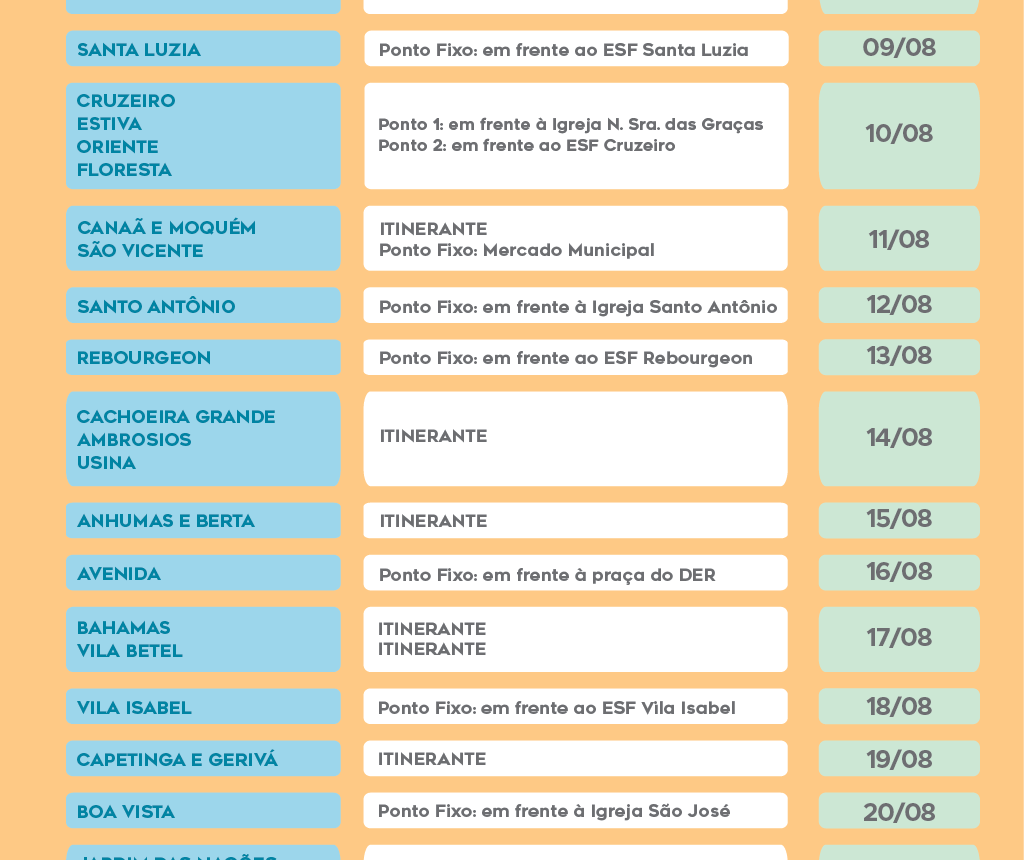 SANTA LUZIA
Ponto Fixo: em frente ao ESF Santa Luzia
09/08
CRUZEIRO
ESTIVA
ORIENTE
FLORESTA
Ponto 1: em frente à Igreja N. Sra. das Graças
Ponto 2: em frente ao ESF Cruzeiro
10/08
CANAÃ E MOQUÉM
SÃO VICENTE
ITINERANTE
Ponto Fixo: Mercado Municipal
11/08
SANTO ANTÔNIO
Ponto Fixo: em frente à Igreja Santo Antônio
12/08
REBOURGEON
Ponto Fixo: em frente ao ESF Rebourgeon
13/08
CACHOEIRA GRANDE
AMBROSIOS
USINA
ITINERANTE
14/08
ANHUMAS E BERTA
ITINERANTE
15/08
AVENIDA
Ponto Fixo: em frente à praça do DER
16/08
BAHAMAS
VILA BETEL
ITINERANTE
ITINERANTE
17/08
VILA ISABEL
Ponto Fixo: em frente ao ESF Vila Isabel
18/08
CAPETINGA E GERIVÁ
ITINERANTE
19/08
BOA VISTA
Ponto Fixo: em frente à Igreja São José
20/08
JARDIM DAS NAÇÕES